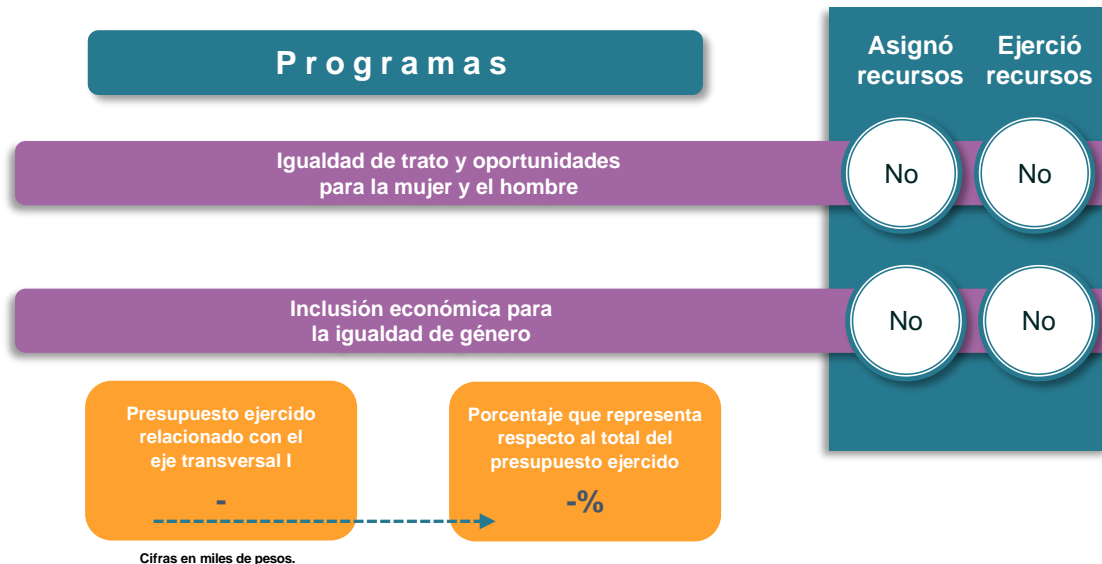 Programas
Asignó
recursos
Ejerció
recursos
Igualdad de trato y oportunidades
para la mujer y el hombre
No
No
Inclusión económica para
la igualdad de género
No
No
Presupuesto ejercido
relacionado con el
eje transversal I
-
Porcentaje que representa
respecto al total del
presupuesto ejercido
-%
Cifras en miles de pesos.